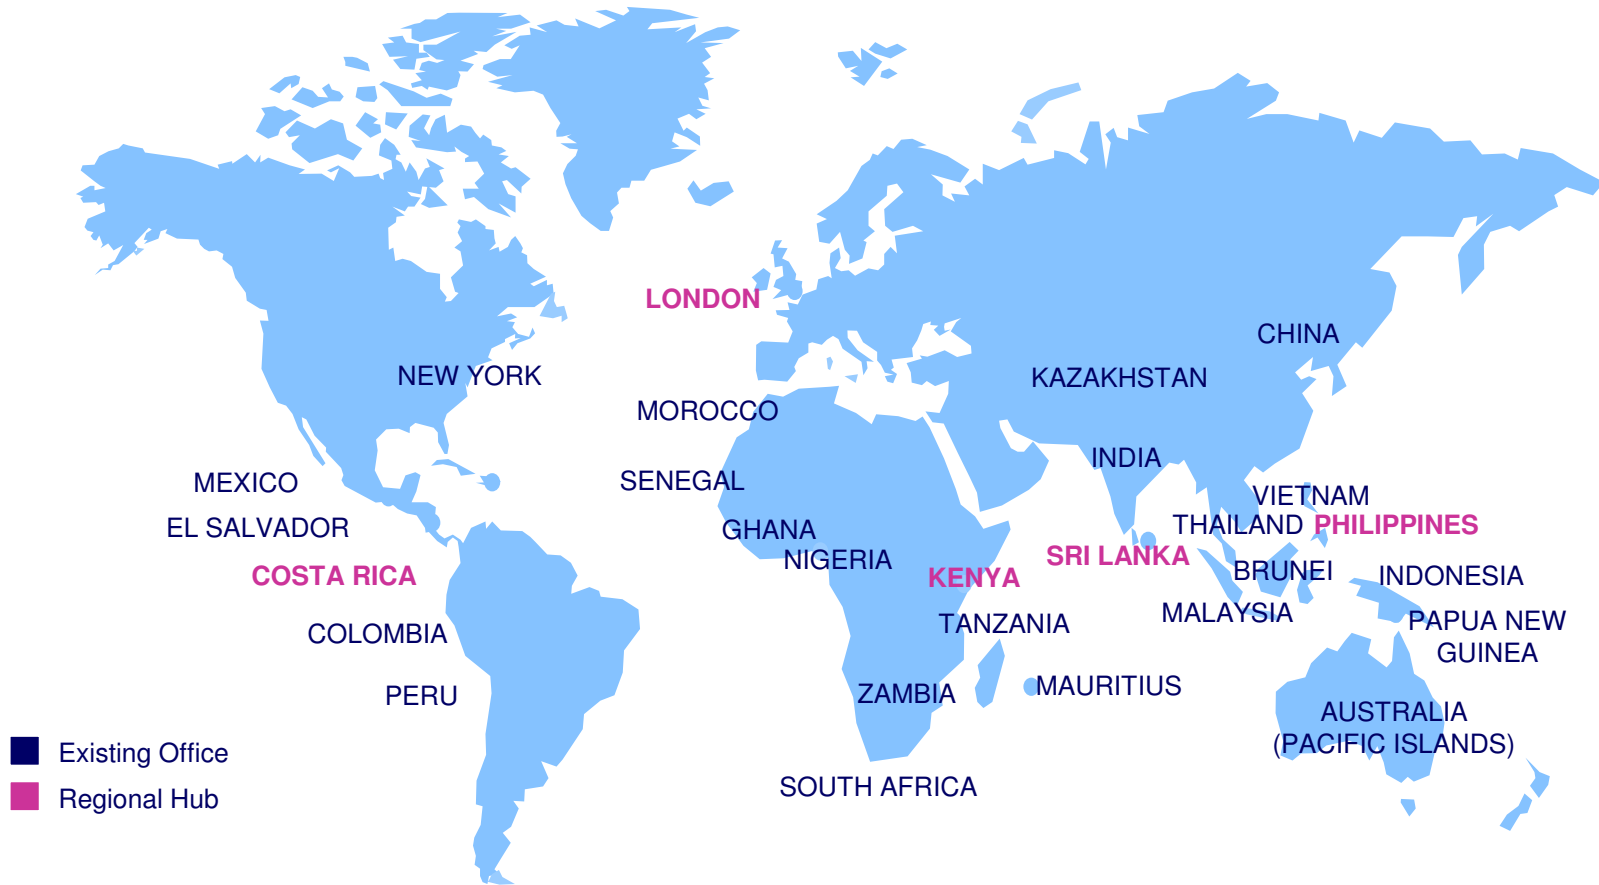 LONDON
CHINA
NEW YORK
KAZAKHSTAN
MOROCCO
INDIA
MEXICO
SENEGAL
VIETNAM
EL SALVADOR
GHANA
THAILAND PHILIPPINES
NIGERIA
SRI LANKA
COSTA RICA
KENYA
BRUNEI
INDONESIA
COLOMBIA
TANZANIA
MALAYSIA
PAPUA NEW
GUINEA
PERU
ZAMBIA
MAURITIUS
AUSTRALIA
(PACIFIC ISLANDS)
Existing Office
SOUTH AFRICA
Regional Hub